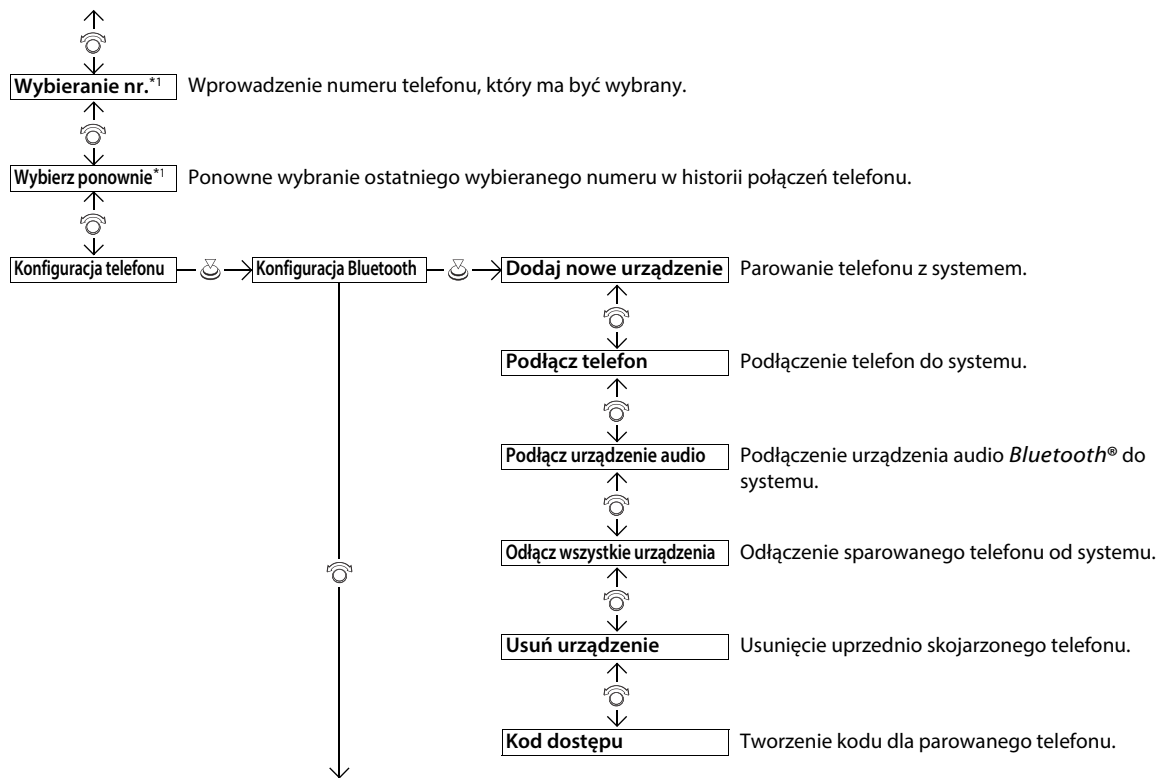 Wybieranie nr.*1 Wprowadzenie numeru telefonu, który ma być wybrany.
Wybierz ponownie*1 Ponowne wybranie ostatniego wybieranego numeru w historii połączeń telefonu.
Konfiguracja telefonu Konfiguracja Bluetooth Dodaj nowe urządzenie Parowanie telefonu z systemem.
Podłącz telefon Podłączenie telefon do systemu.
Podłącz urządzenie audio Podłączenie urządzenia audio Bluetooth® do
systemu.
Odłącz wszystkie urządzenia Odłączenie sparowanego telefonu od systemu.
Usuń urządzenie Usunięcie uprzednio skojarzonego telefonu.
Kod dostępu Tworzenie kodu dla parowanego telefonu.